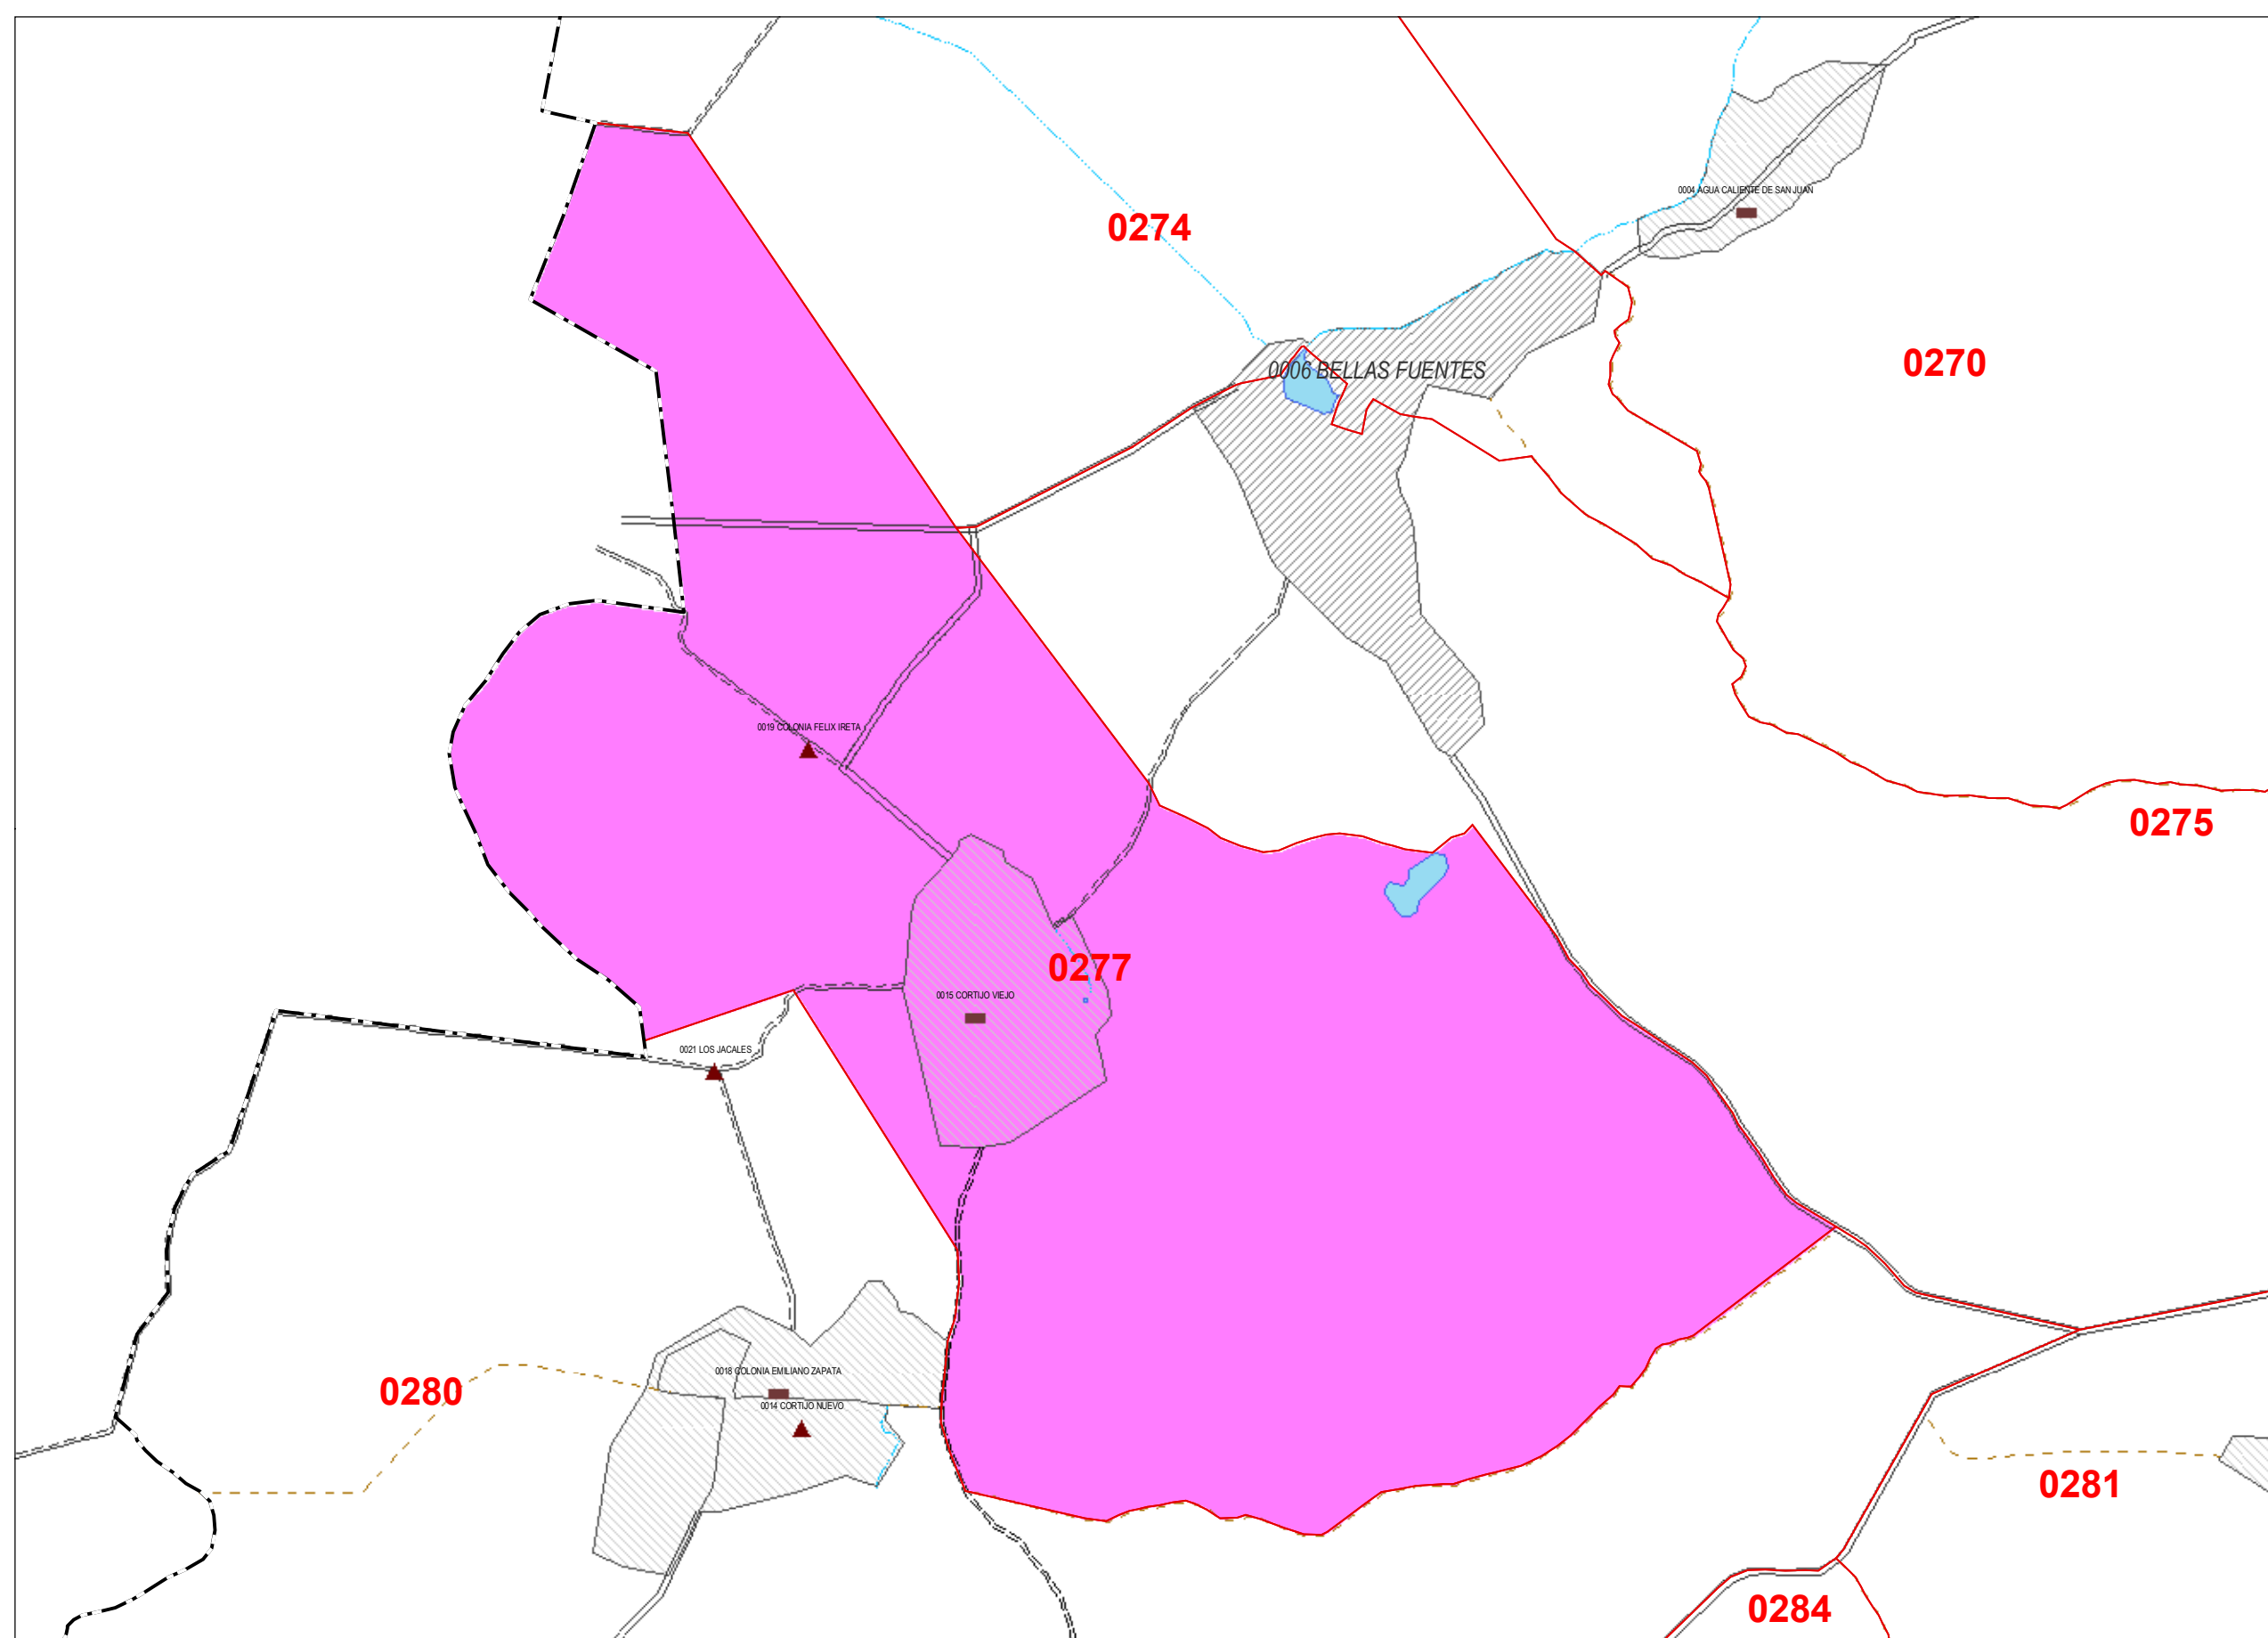 0004 AGUA CALIENTE DE SAN JUAN
0274
0270
0006 BELLAS FUENTES
0019 COLONIA FELIX IRETA
0275
0277
0015 CORTIJO VIEJO
0021 LOS JACALES
0018 COLONIA EMILIANO ZAPATA
0280
0014 CORTIJO NUEVO
0281
0284